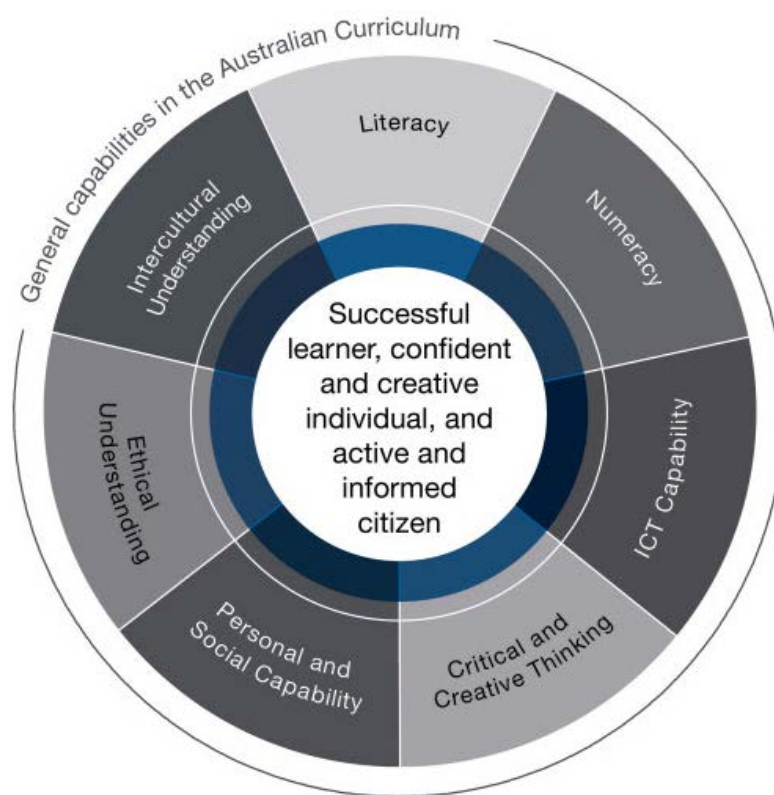 General capabilities in the Australian Curriculum
Literacy
Numeracy
ICT Capability
Critical and
Creative Thinking
Personal and
Social Capability
Ethical
Understanding
Intercultural
Understanding
Successful
learner, confident
and creative
individual, and
active and
informed
citizen